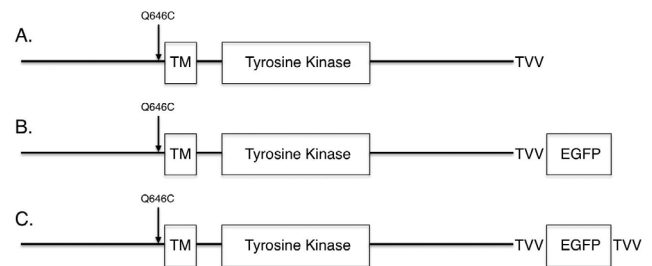 Q646C
A.
TM
Tyrosine Kinase
TVV
Q646C
B.
TM
Tyrosine Kinase
TVV
EGFP
Q646C
C.
TM
Tyrosine Kinase
TVV
EGFP
TVV